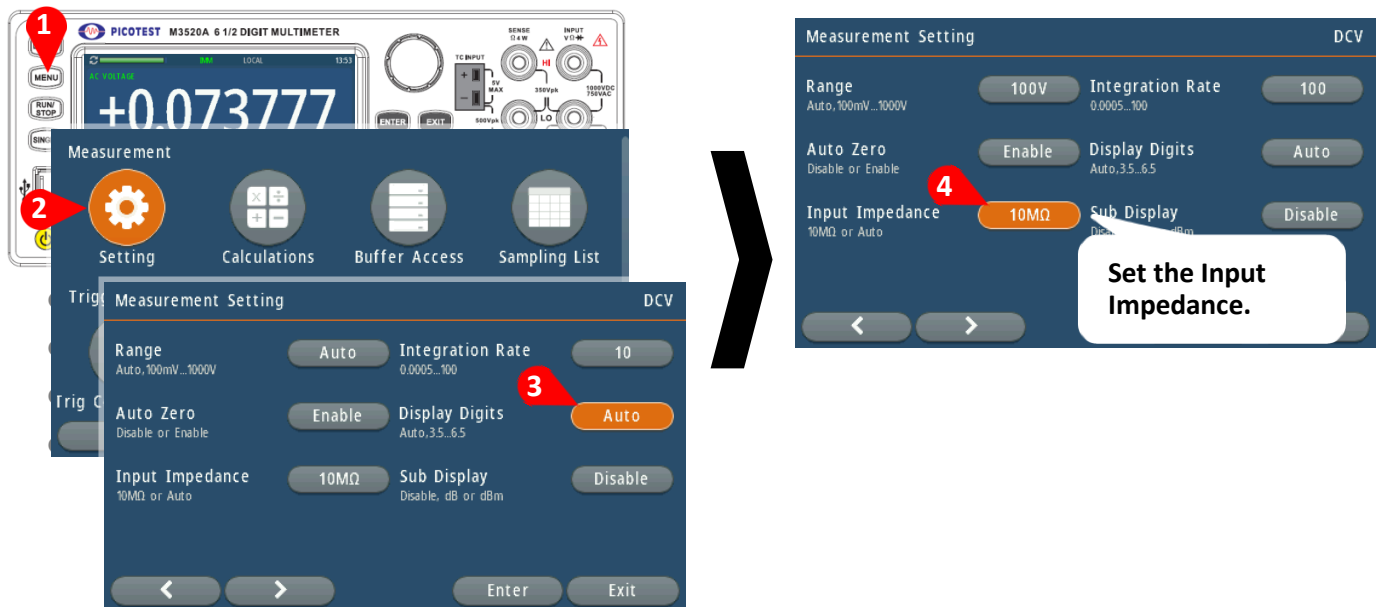 1
PICOTEST M3520A 6 1/2 DIGIT MULTIMETER
SENSE
Ω 4 W
INPUT
V Ω
MENU
IMM LOCAL 13:53
AC VOLTAGE
+0.073777
RUN/
STOP
SING
TC INPUT
5V
MAX
HI
350Vpk
1000VDC
750VAC
ENTER EXIT
500Vpk
LO
Measurement
2
Setting Calculations Buffer Access Sampling List
Trigg
Trig C
Measurement Setting DCV
Range Auto Integration Rate 10
Auto,100mV...1000V 0.0005...100
3
Auto Zero Enable Display Digits Auto
Disable or Enable Auto,3.5...6.5
Input Impedance 10MΩ Sub Display Disable
10MΩ or Auto Disable, dB or dBm
Enter Exit
Measurement Setting DCV
Range 100V Integration Rate 100
Auto,100mV...1000V 0.0005...100
Auto Zero Enable Display Digits Auto
Disable or Enable Auto,3.5...6.5
4
Input Impedance 10MΩ Sub Display Disable
10MΩ or Auto
Set the Input
Impedance.